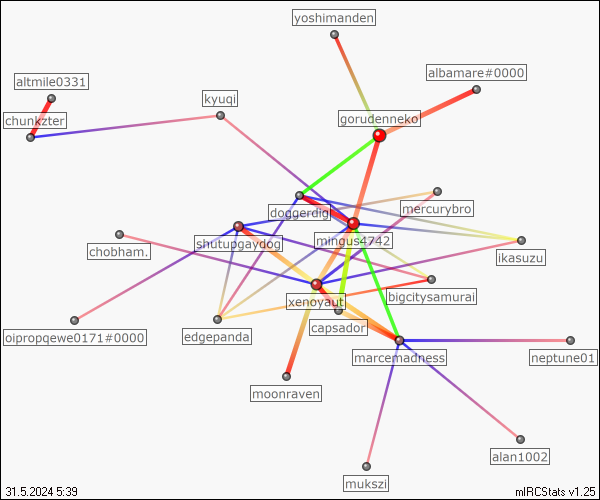 yoshimanden
albamare#0000
altmile0331
kyuqi
chunkzter
gorudenneko
mercurybro
doggerdig
mingus4742
shutupgaydog
chobham.
ikasuzu
xenoyaut
bigcitysamurai
capsador
oipropqewe0171#0000
edgepanda
marcemadness
neptune01
moonraven
alan1002
mukszi
31.5.2024 5:39
mIRCStats v1.25